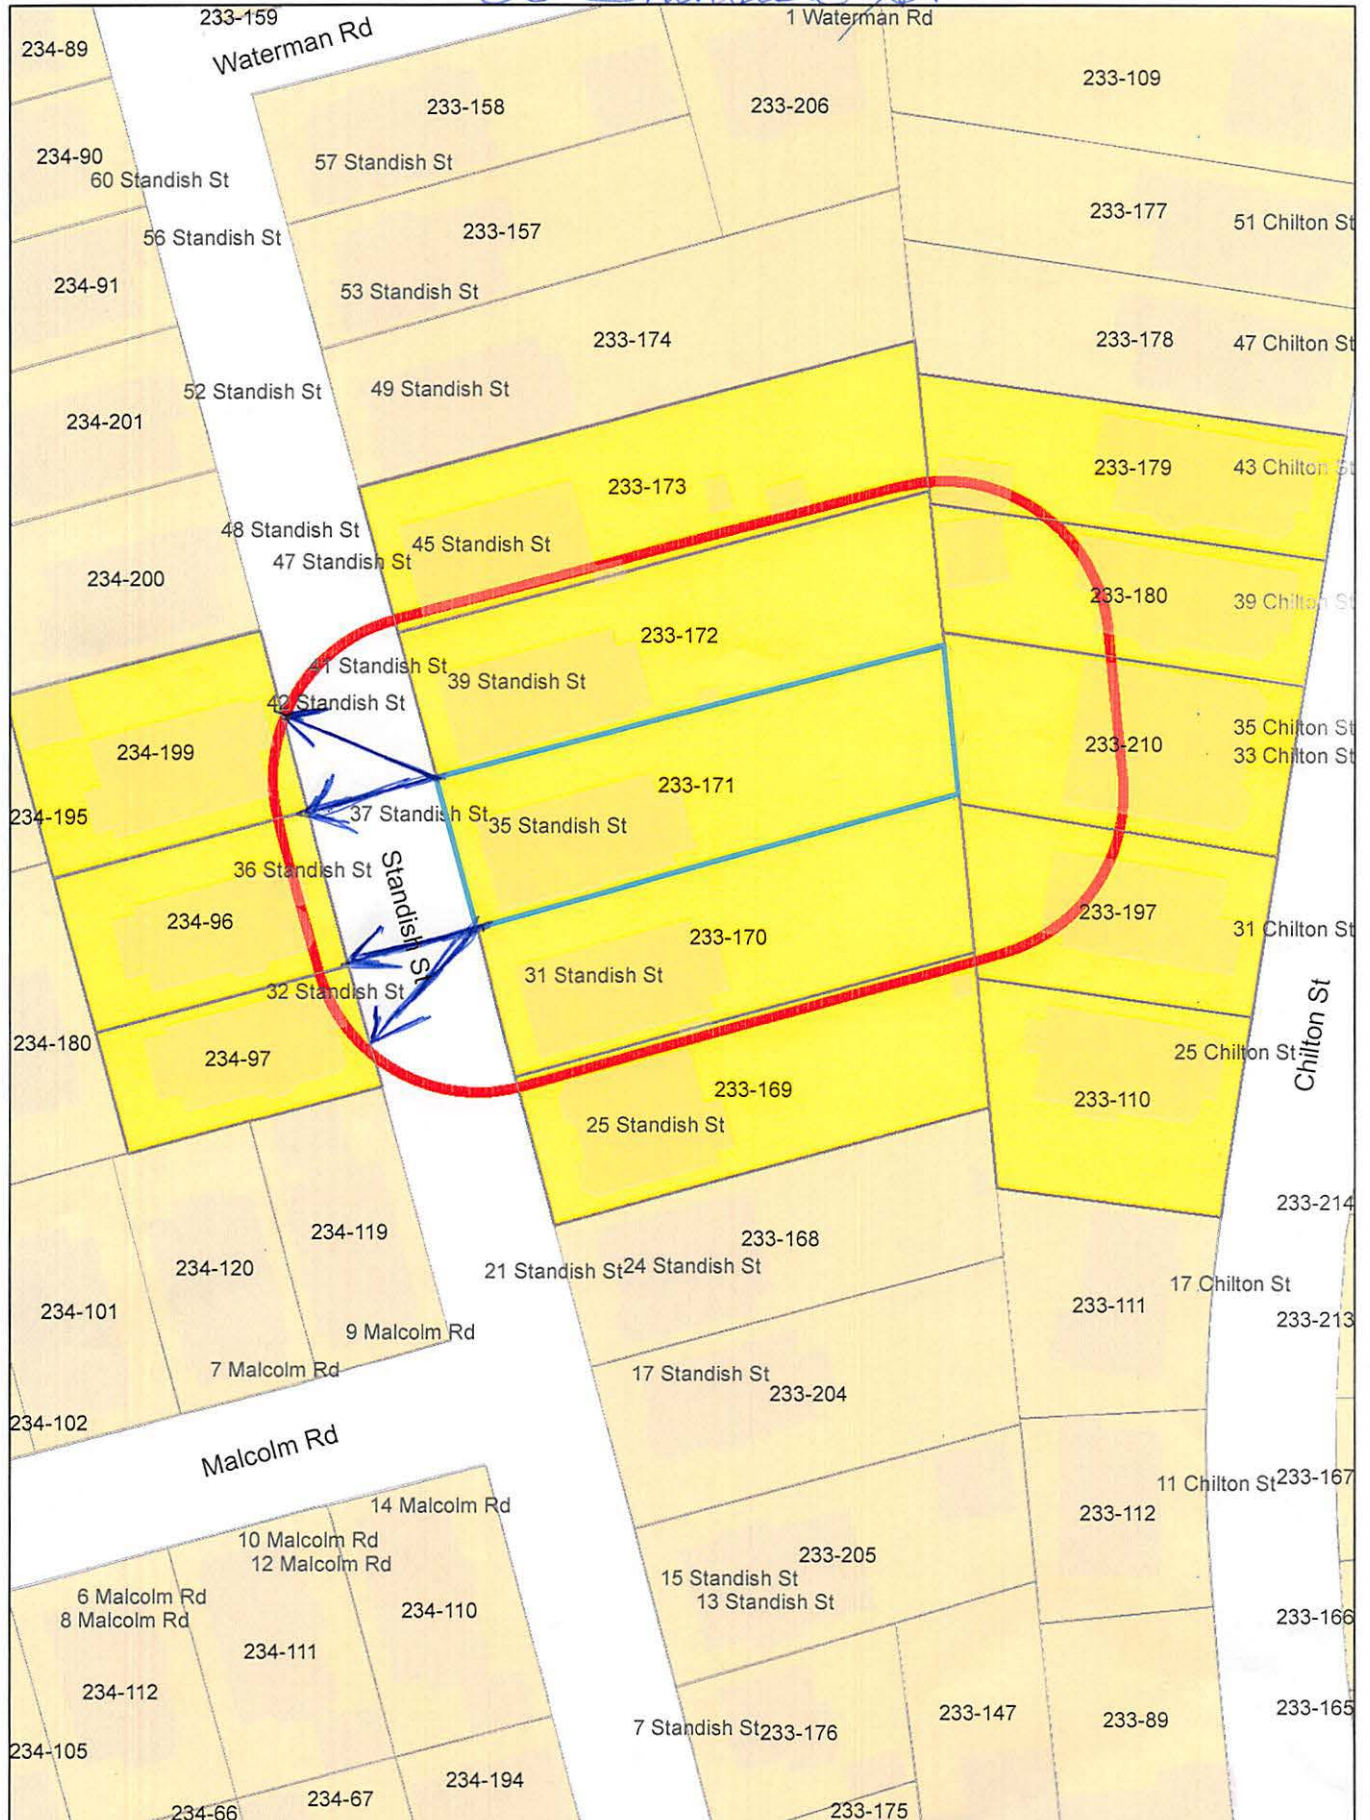 233-159
1 Waterman Rd
234-89
Waterman Rd
233-109
233-158
233-206
234-90
57 Standish St
60 Standish St
233-177
51 Chilton St
56 Standish St
233-157
234-91
53 Standish St
233-174
233-178
47 Chilton St
52 Standish St
49 Standish St
234-201
233-179
43 Chilton St
233-173
48 Standish St
45 Standish St
47 Standish St
234-200
233-180
39 Chilton St
233-172
41 Standish St
39 Standish St
42 Standish St
35 Chilton St
234-199
233-210
33 Chilton St
233-171
234-195
37 Standish St
35 Standish St
36 Standish St
Standish St
234-96
233-197
31 Chilton St
233-170
31 Standish St
32 Standish St
Chilton St
234-180
234-97
25 Chilton St
233-169
233-110
25 Standish St
233-214
234-119
233-168
234-120
21 Standish St
24 Standish St
17 Chilton St
234-101
233-111
233-213
9 Malcolm Rd
7 Malcolm Rd
17 Standish St
233-204
234-102
Malcolm Rd
11 Chilton St
233-167
14 Malcolm Rd
233-112
10 Malcolm Rd
12 Malcolm Rd
233-205
15 Standish St
6 Malcolm Rd
13 Standish St
8 Malcolm Rd
234-110
233-166
234-111
234-112
233-165
233-147
233-89
7 Standish St
233-176
234-105
234-194
234-67
234-66
233-175